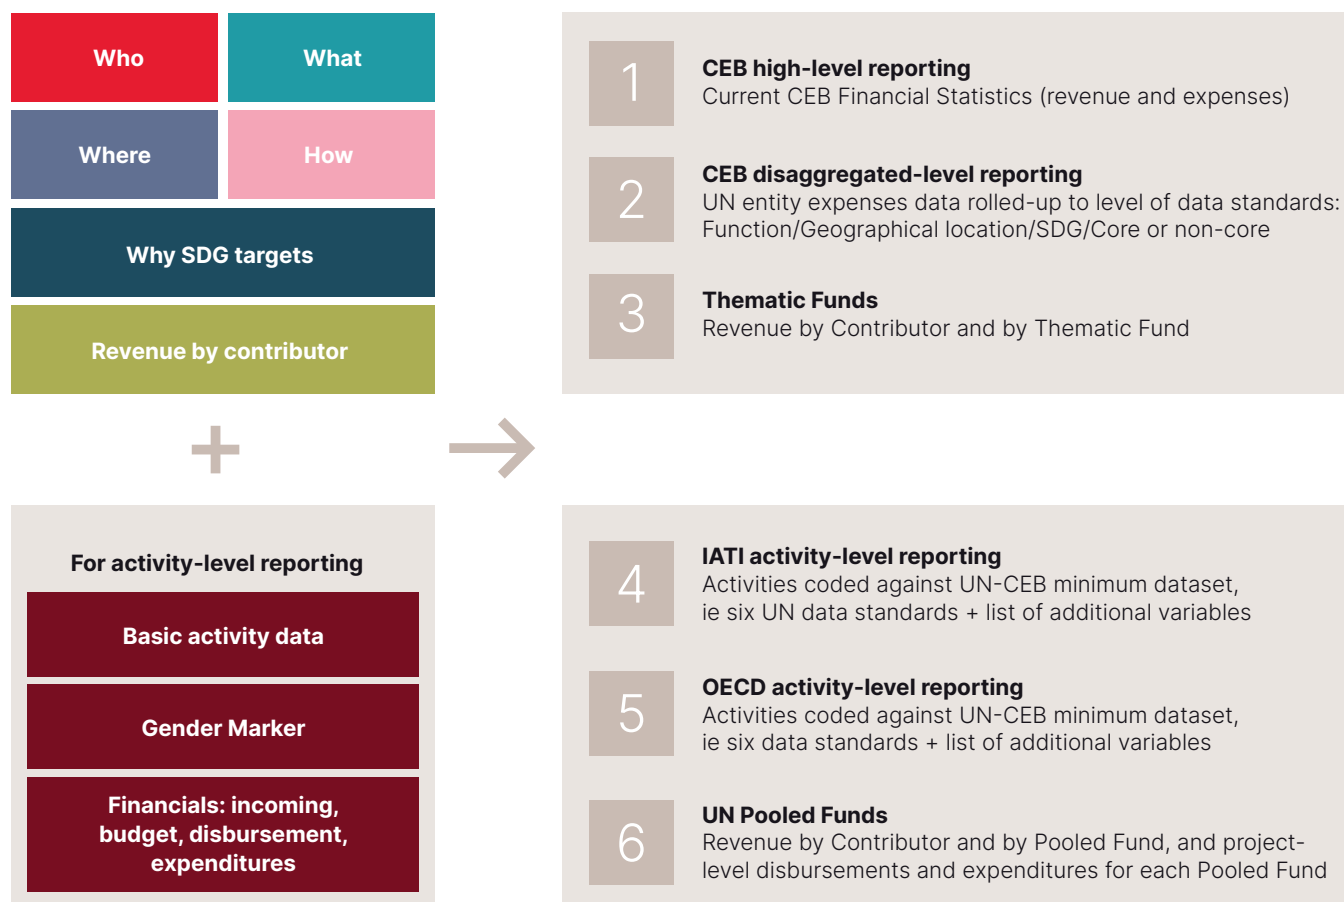 Who
What
Where
How
Why SDG targets
Revenue by contributor
+
For activity-level reporting
Basic activity data
Gender Marker
Financials: incoming,
budget, disbursement,
expenditures
1
CEB high-level reporting
Current CEB Financial Statistics (revenue and expenses)
2
CEB disaggregated-level reporting
UN entity expenses data rolled-up to level of data standards:
Function/Geographical location/SDG/Core or non-core
3
Thematic Funds
Revenue by Contributor and by Thematic Fund
4
IATI activity-level reporting
Activities coded against UN-CEB minimum dataset,
ie six UN data standards + list of additional variables
5
OECD activity-level reporting
Activities coded against UN-CEB minimum dataset,
ie six data standards + list of additional variables
6
UN Pooled Funds
Revenue by Contributor and by Pooled Fund, and project-
level disbursements and expenditures for each Pooled Fund